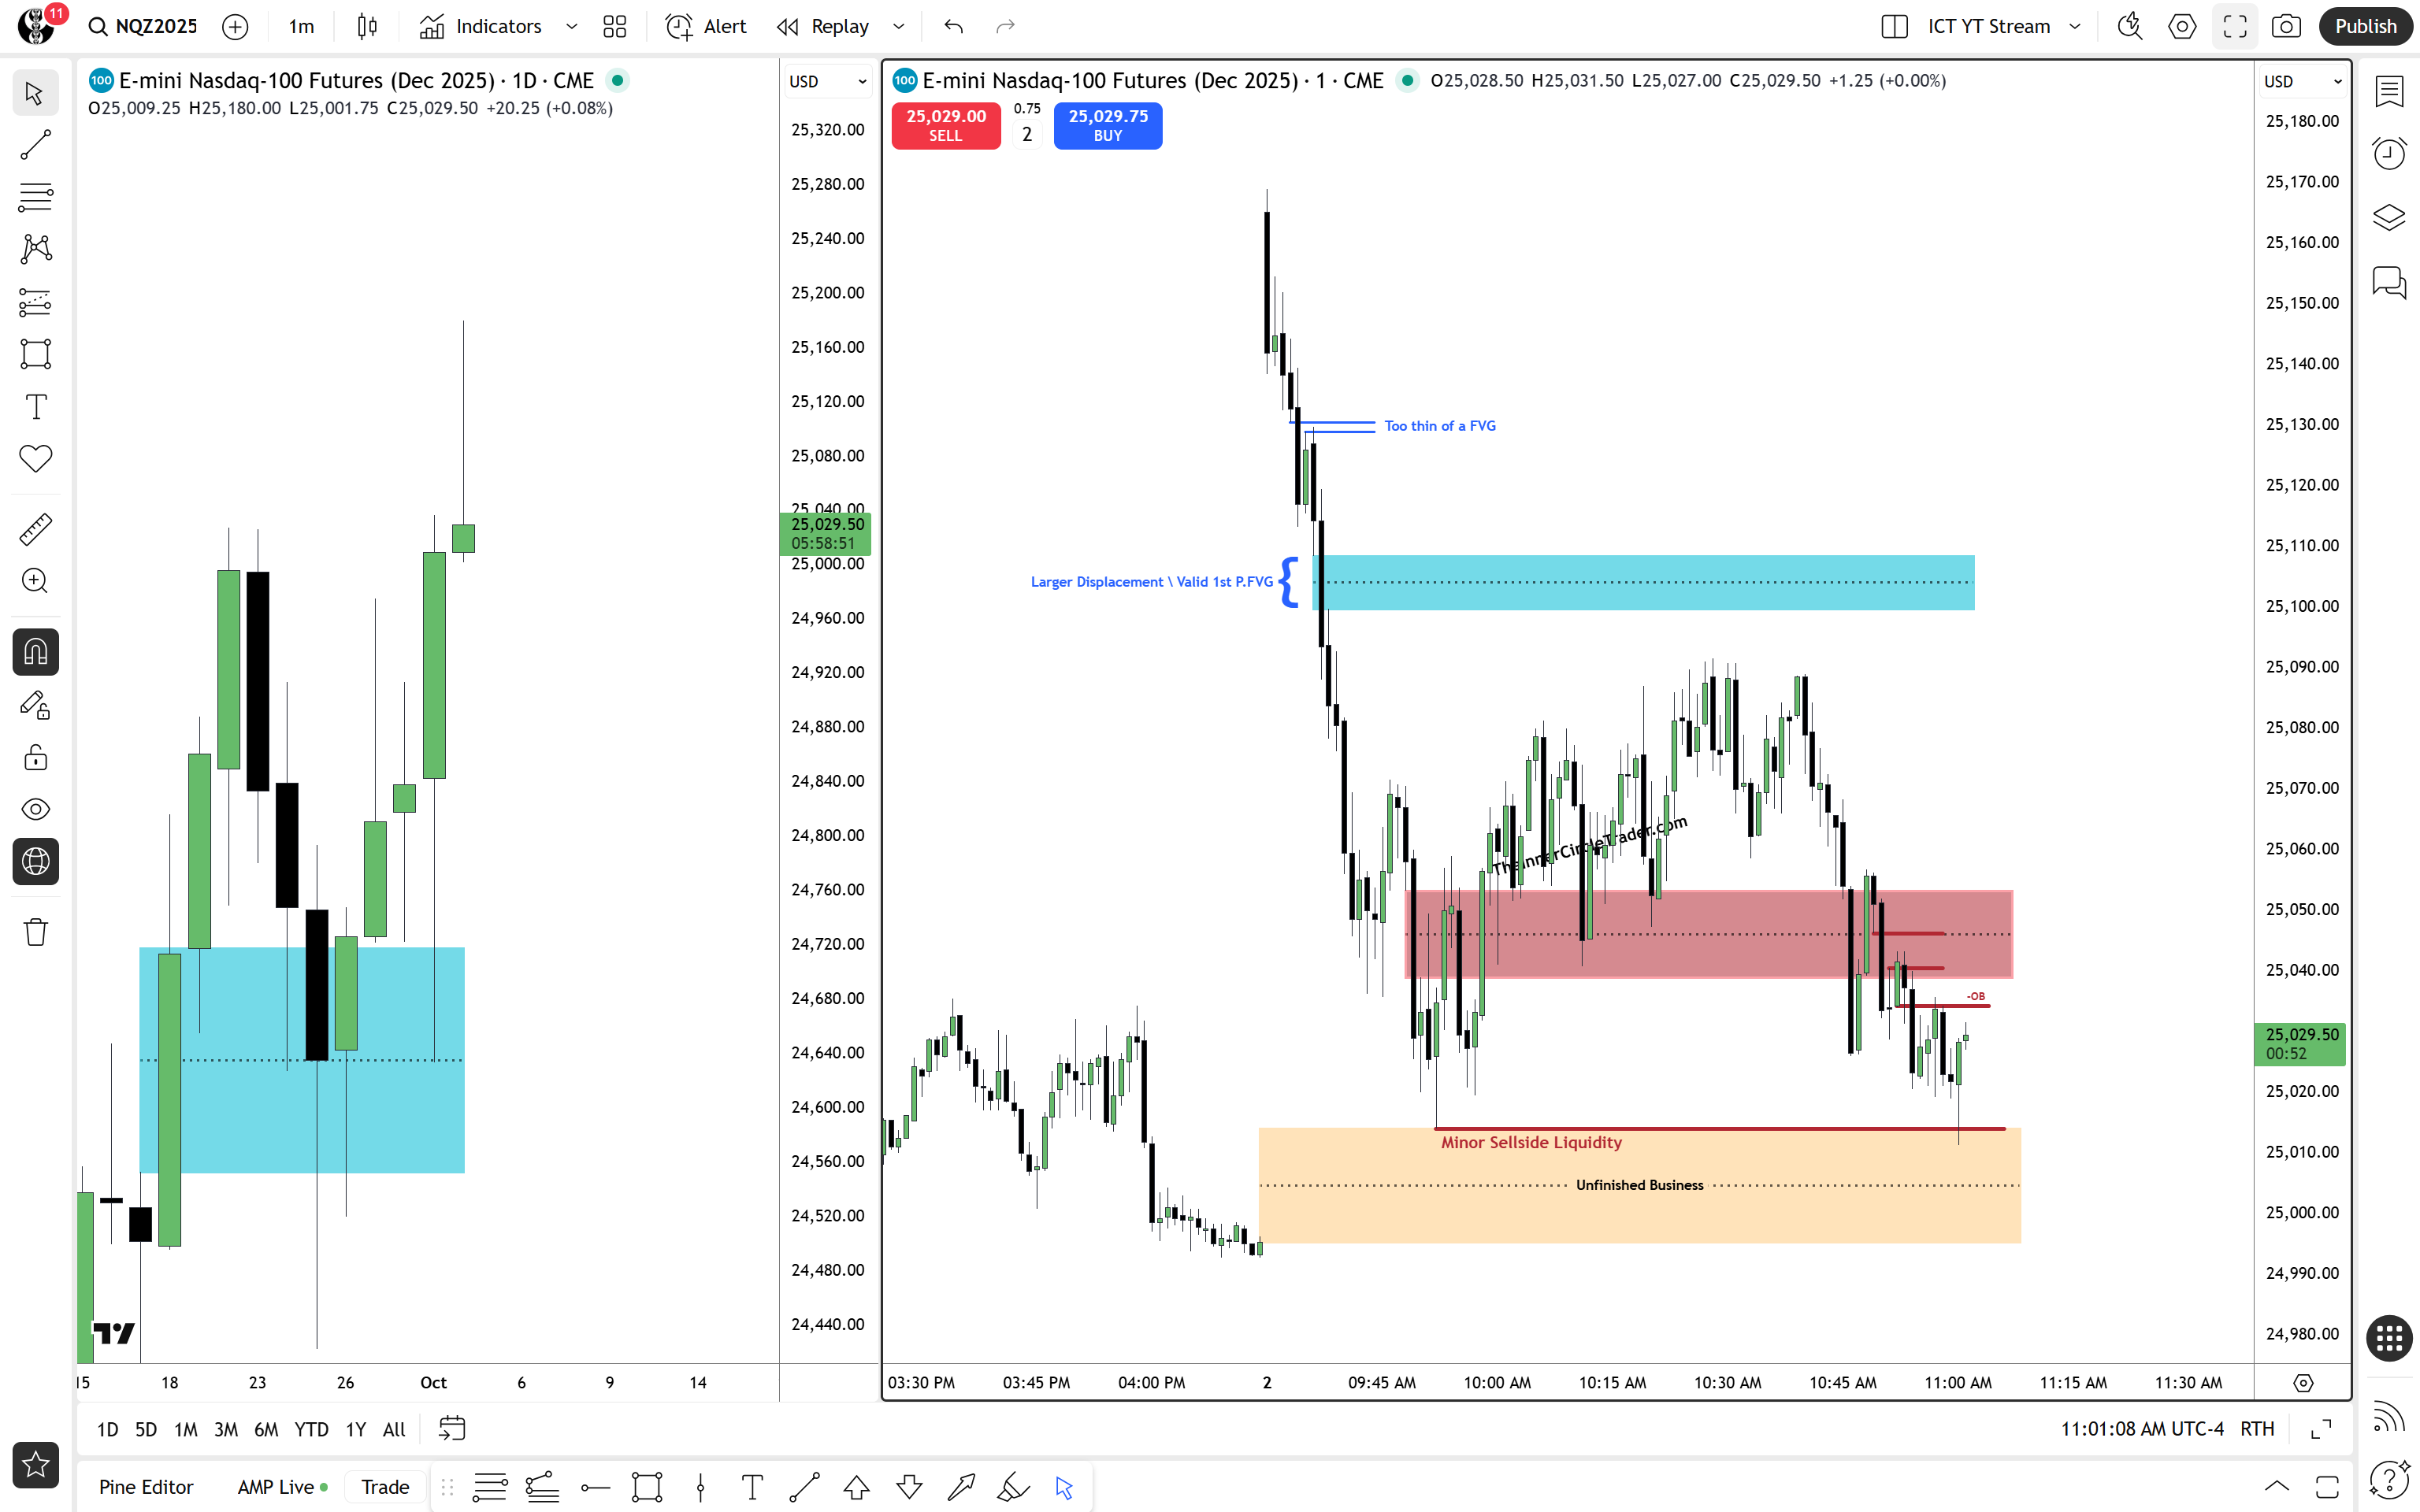 11
NQZ2025
1m
Indicators
Alert
Replay
ICT YT Stream
Publish
100 E-mini Nasdaq-100 Futures (Dec 2025) · 1D · CME
O25,009.25 H25,180.00 L25,001.75 C25,029.50 +20.25 (+0.08%)
USD
25,320.00
25,280.00
25,240.00
25,200.00
25,160.00
25,120.00
25,080.00
25,040.00
25,029.50
05:58:51
25,000.00
24,960.00
24,920.00
24,880.00
24,840.00
24,800.00
24,760.00
24,720.00
24,680.00
24,640.00
24,600.00
24,560.00
24,520.00
24,480.00
24,440.00
15 18 23 26 Oct 6 9 14
100 E-mini Nasdaq-100 Futures (Dec 2025) · 1 · CME O25,028.50 H25,031.50 L25,027.00 C25,029.50 +1.25 (+0.00%)
25,029.00
SELL
0.75
2
25,029.75
BUY
Too thin of a FVG
Larger Displacement \ Valid 1st P.FVG
TheInnerCircleTrader.com
-OB
Minor Sellside Liquidity
Unfinished Business
USD
25,180.00
25,170.00
25,160.00
25,150.00
25,140.00
25,130.00
25,120.00
25,110.00
25,100.00
25,090.00
25,080.00
25,070.00
25,060.00
25,050.00
25,040.00
25,029.50
00:52
25,020.00
25,010.00
25,000.00
24,990.00
24,980.00
03:30 PM 03:45 PM 04:00 PM 2 09:45 AM 10:00 AM 10:15 AM 10:30 AM 10:45 AM 11:00 AM 11:15 AM 11:30 AM
1D 5D 1M 3M 6M YTD 1Y All
11:01:08 AM UTC-4 RTH
Pine Editor AMP Live Trade